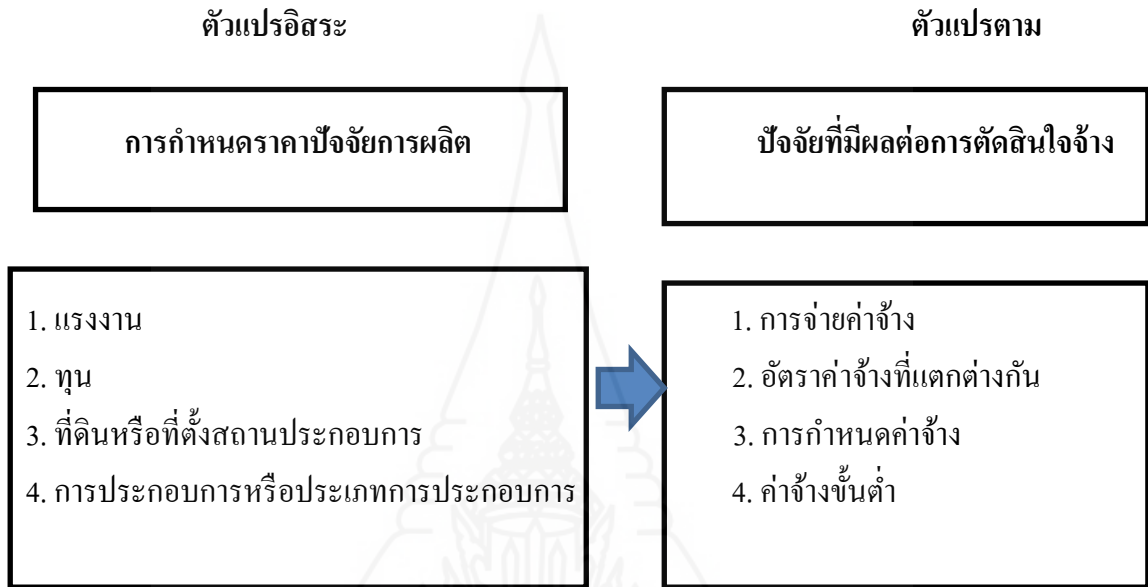 ตัวแปรอิสระ
ตัวแปรตาม
การกำหนดราคาปัจจัยการผลิต
ปัจจัยที่มีผลต่อการตัดสินใจจ้าง
1. แรงงาน
2. ทุน
3. ที่ดินหรือที่ตั้งสถานประกอบการ
4. การประกอบการหรือประเภทการประกอบการ
1. การจ่ายค่าจ้าง
2. อัตราค่าจ้างที่แตกต่างกัน
3. การกำหนดค่าจ้าง
4. ค่าจ้างขั้นต่ำ